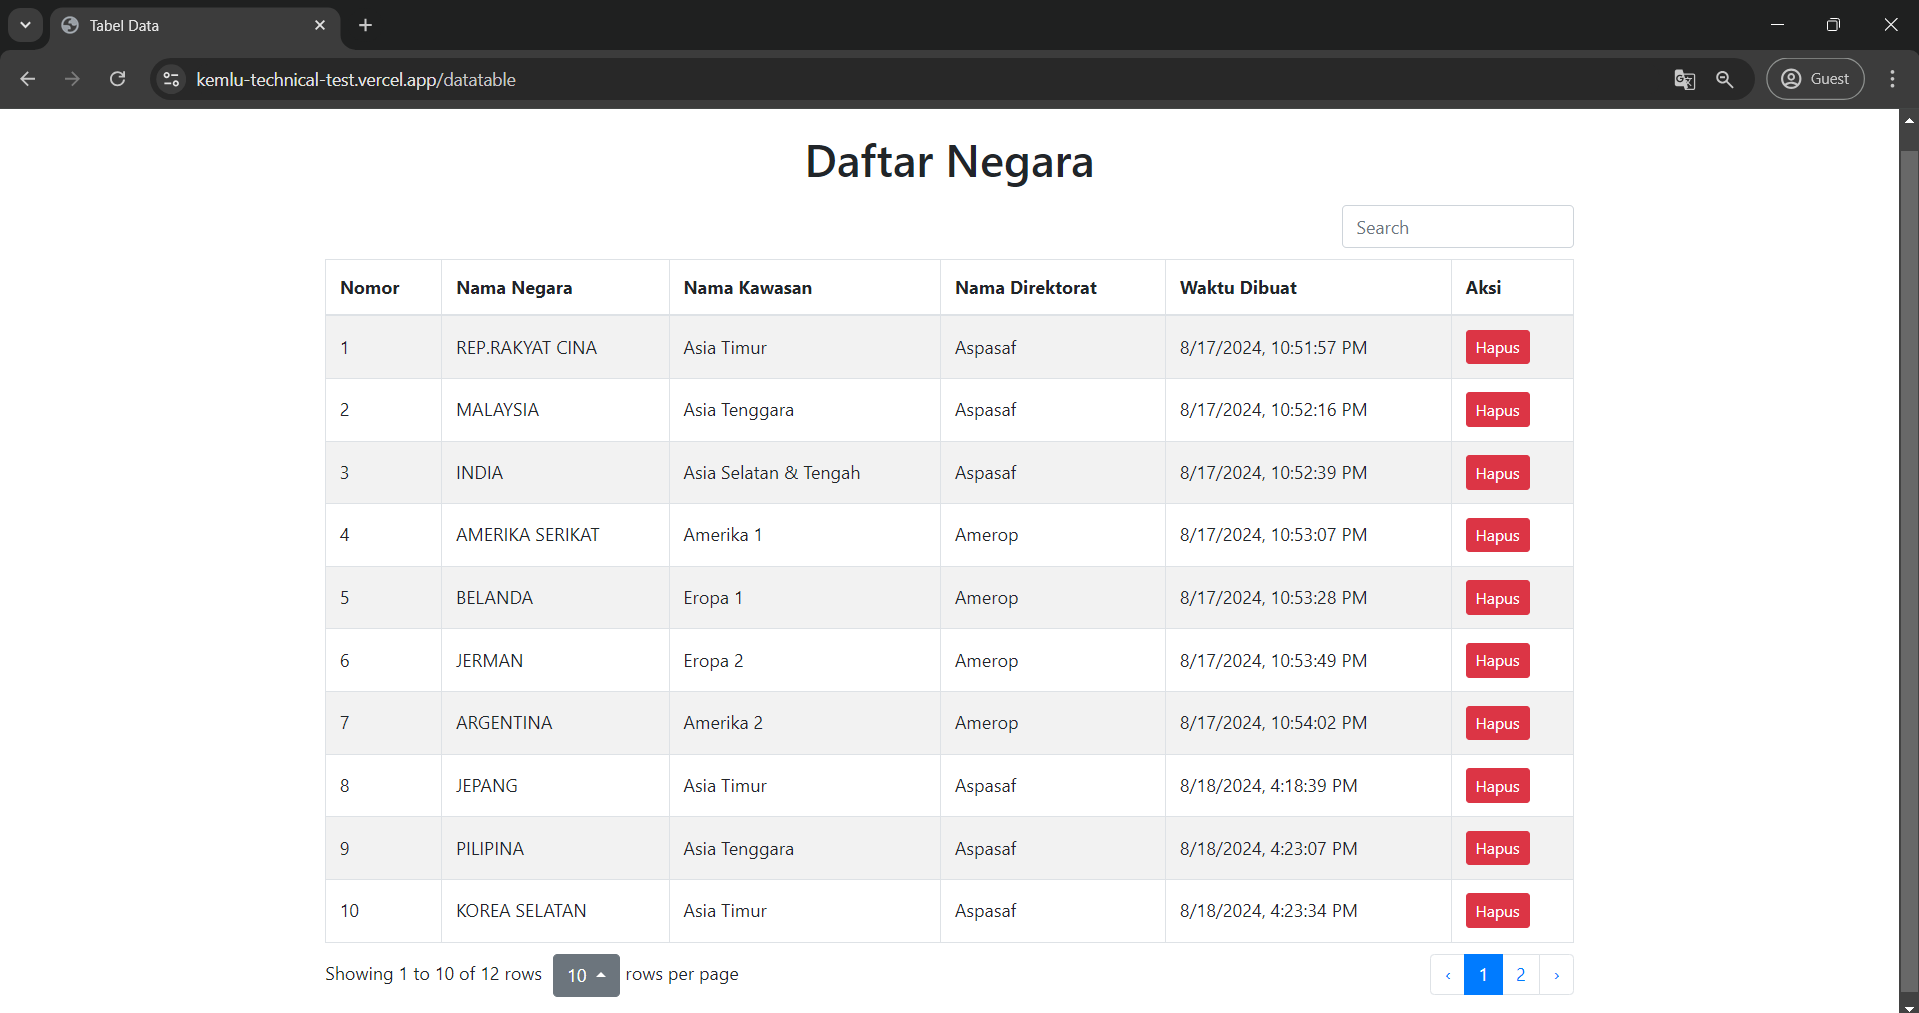 Tabel Data
kemlu-technical-test.vercel.app/datatable
Guest
Daftar Negara
Search
Nomor Nama Negara Nama Kawasan Nama Direktorat Waktu Dibuat Aksi
1 REP.RAKYAT CINA Asia Timur Aspasaf 8/17/2024, 10:51:57 PM Hapus
2 MALAYSIA Asia Tenggara Aspasaf 8/17/2024, 10:52:16 PM Hapus
3 INDIA Asia Selatan & Tengah Aspasaf 8/17/2024, 10:52:39 PM Hapus
4 AMERIKA SERIKAT Amerika 1 Amerop 8/17/2024, 10:53:07 PM Hapus
5 BELANDA Eropa 1 Amerop 8/17/2024, 10:53:28 PM Hapus
6 JERMAN Eropa 2 Amerop 8/17/2024, 10:53:49 PM Hapus
7 ARGENTINA Amerika 2 Amerop 8/17/2024, 10:54:02 PM Hapus
8 JEPANG Asia Timur Aspasaf 8/18/2024, 4:18:39 PM Hapus
9 PILIPINA Asia Tenggara Aspasaf 8/18/2024, 4:23:07 PM Hapus
10 KOREA SELATAN Asia Timur Aspasaf 8/18/2024, 4:23:34 PM Hapus
Showing 1 to 10 of 12 rows 10 rows per page ‹ 1 2 ›